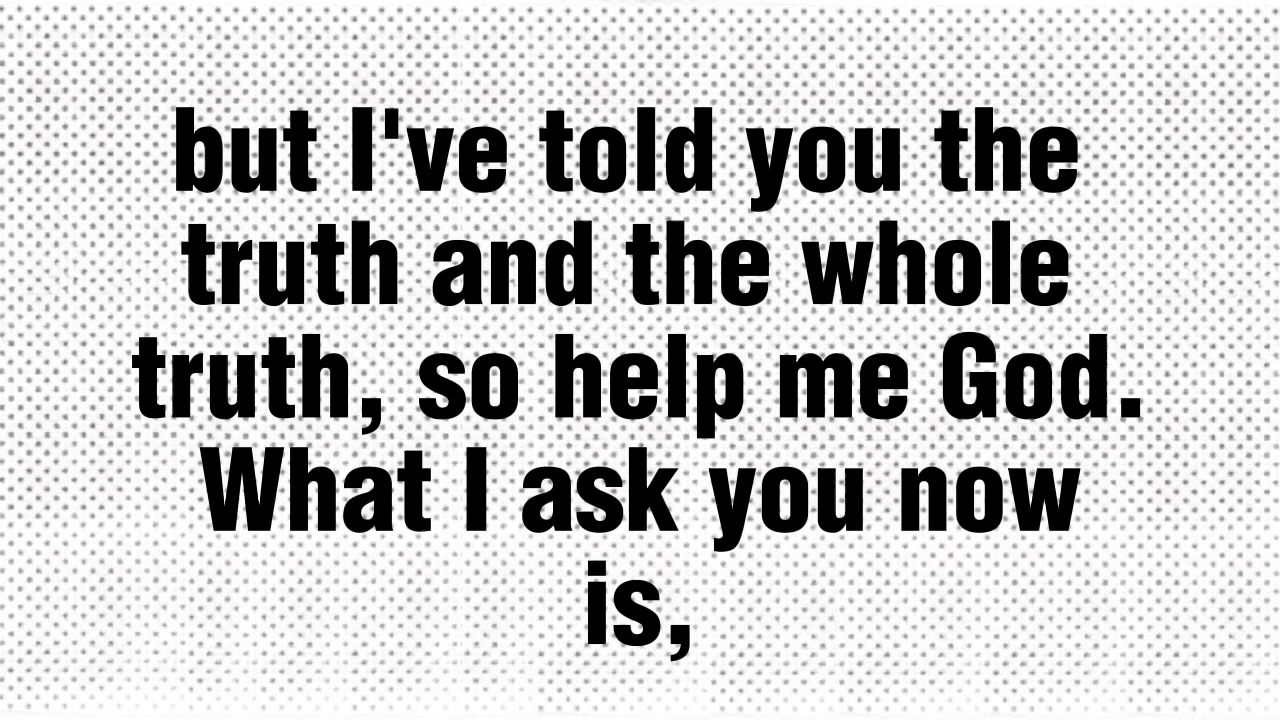 but I've told you the
truth and the whole
truth, so help me God.
What I ask you now
is,